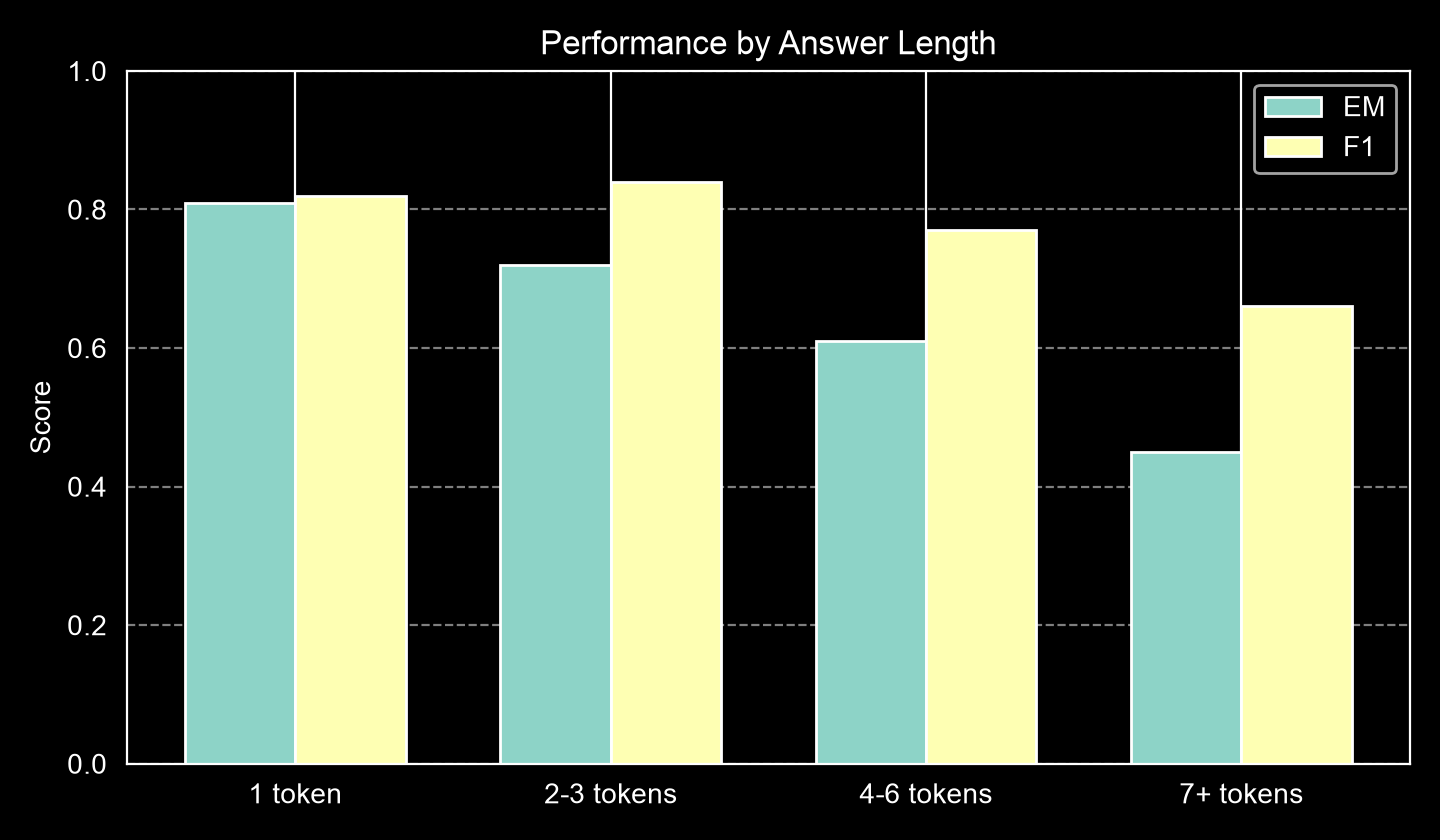 Performance by Answer Length
1.0
0.8
0.6
0.4
0.2
0.0
Score
EM
F1
1 token
2-3 tokens
4-6 tokens
7+ tokens